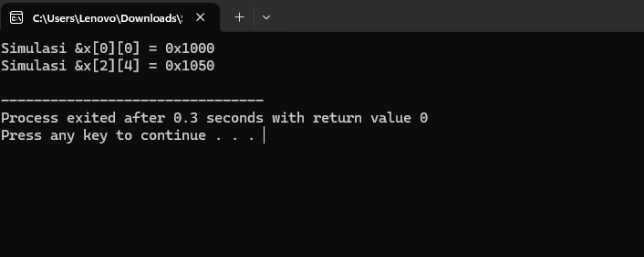 C:\Users\Lenovo\Downloads\
Simulasi &x[0][0] = 0x1000
Simulasi &x[2][4] = 0x1050
--------------------------------
Process exited after 0.3 seconds with return value 0
Press any key to continue . . .